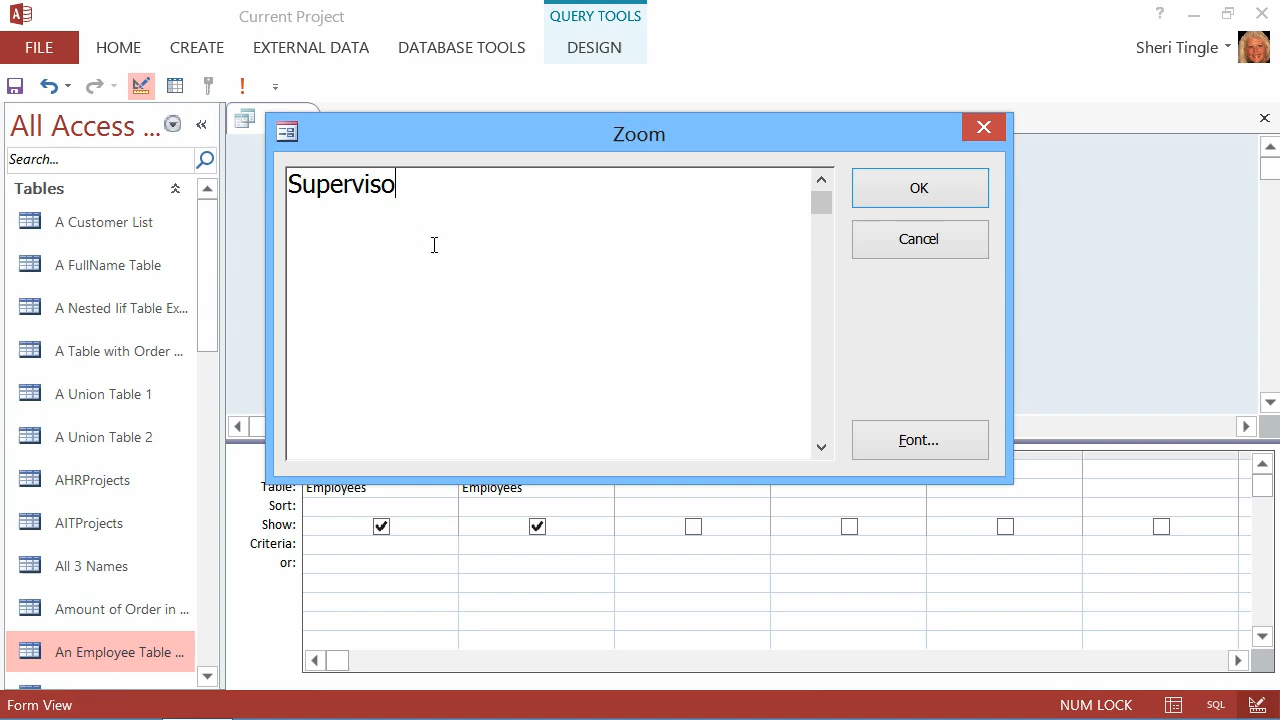 Current Project
QUERY TOOLS
?
FILE
HOME
CREATE
EXTERNAL DATA
DATABASE TOOLS
DESIGN
Sheri Tingle
All Access ...
Search...
Tables
A Customer List
A FullName Table
A Nested Iif Table Ex...
A Table with Order ...
A Union Table 1
A Union Table 2
AHRProjects
AITProjects
All 3 Names
Amount of Order in ...
An Employee Table ...
Zoom
Superviso
OK
Cancel
Font...
Table:
Employees
Employees
Sort:
Show:
Criteria:
or:
Form View
NUM LOCK
SQL